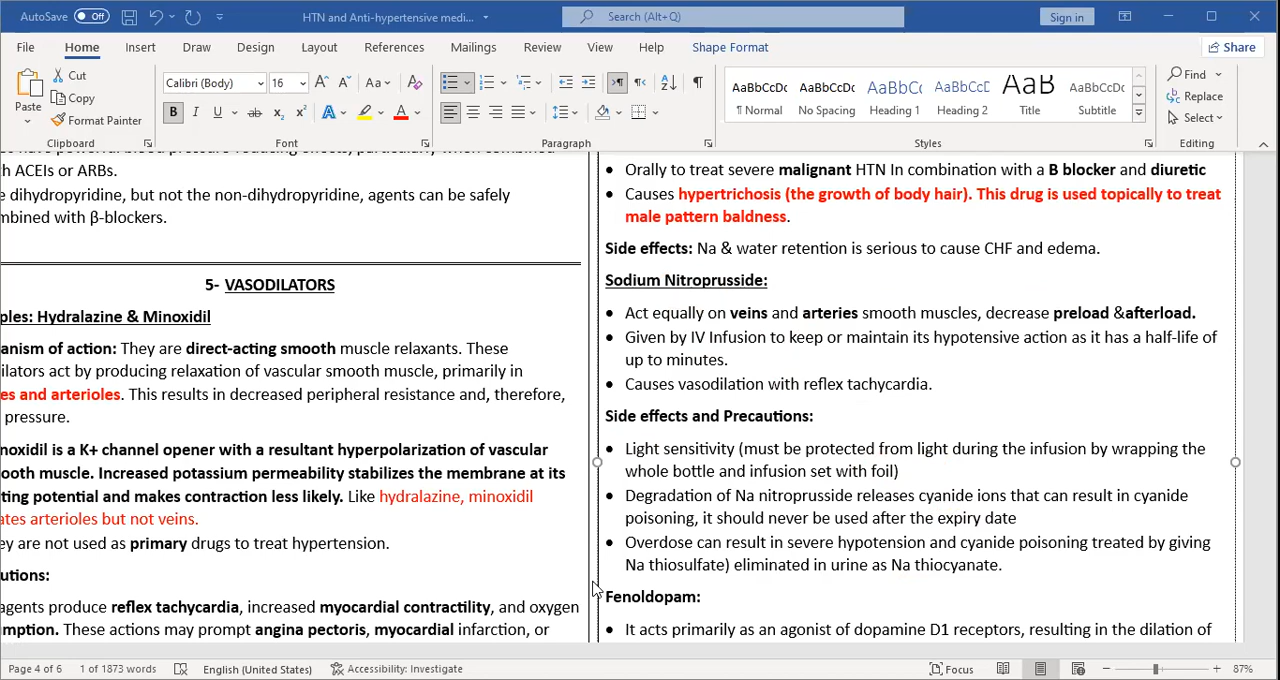 AutoSave Off HTN and Anti-hypertensive medi... Search (Alt+Q) Sign in
File Home Insert Draw Design Layout References Mailings Review View Help Shape Format Share
Paste Cut Copy Format Painter
Calibri (Body) 16
AaBbCcDc AaBbCcDc AaBbCc AaBbCcD AaB AaBbCcDc
¶ Normal No Spacing Heading 1 Heading 2 Title Subtitle
Find Replace Select
Clipboard Font Paragraph Styles Editing
h ACEIs or ARBs.
dihydropyridine, but not the non-dihydropyridine, agents can be safely
mbined with β-blockers.
5- VASODILATORS
ples: Hydralazine & Minoxidil
anism of action: They are direct-acting smooth muscle relaxants. These
ilators act by producing relaxation of vascular smooth muscle, primarily in
es and arterioles. This results in decreased peripheral resistance and, therefore,
pressure.
noxidil is a K+ channel opener with a resultant hyperpolarization of vascular
ooth muscle. Increased potassium permeability stabilizes the membrane at its
ting potential and makes contraction less likely. Like hydralazine, minoxidil
ates arterioles but not veins.
ey are not used as primary drugs to treat hypertension.
utions:
agents produce reflex tachycardia, increased myocardial contractility, and oxygen
mption. These actions may prompt angina pectoris, myocardial infarction, or
• Orally to treat severe malignant HTN In combination with a B blocker and diuretic
• Causes hypertrichosis (the growth of body hair). This drug is used topically to treat
male pattern baldness.
Side effects: Na & water retention is serious to cause CHF and edema.
Sodium Nitroprusside:
• Act equally on veins and arteries smooth muscles, decrease preload &afterload.
• Given by IV Infusion to keep or maintain its hypotensive action as it has a half-life of
up to minutes.
• Causes vasodilation with reflex tachycardia.
Side effects and Precautions:
• Light sensitivity (must be protected from light during the infusion by wrapping the
whole bottle and infusion set with foil)
• Degradation of Na nitroprusside releases cyanide ions that can result in cyanide
poisoning, it should never be used after the expiry date
• Overdose can result in severe hypotension and cyanide poisoning treated by giving
Na thiosulfate) eliminated in urine as Na thiocyanate.
Fenoldopam:
• It acts primarily as an agonist of dopamine D1 receptors, resulting in the dilation of
Page 4 of 6 1 of 1873 words English (United States) Accessibility: Investigate Focus 87%